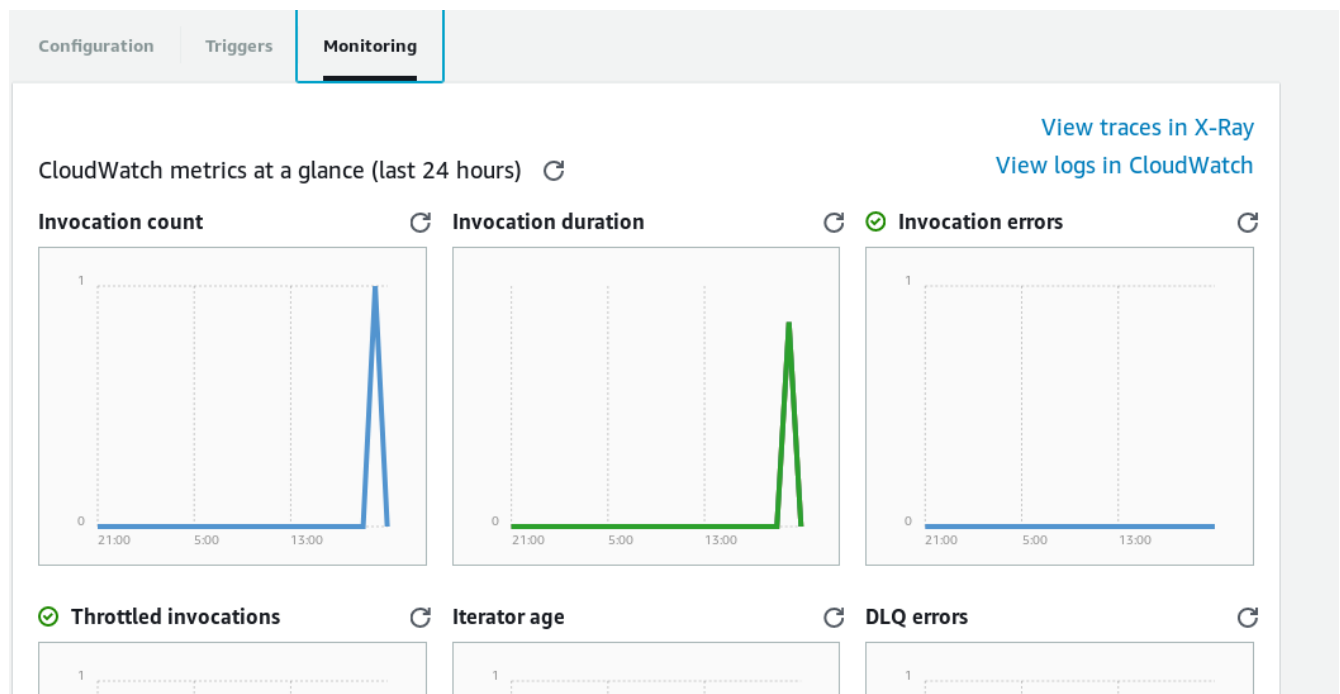 Configuration Triggers Monitoring
View traces in X-Ray
CloudWatch metrics at a glance (last 24 hours)
View logs in CloudWatch
Invocation count
Invocation duration
Invocation errors
1
1
0
0
0
21:00 5:00 13:00
21:00 5:00 13:00
21:00 5:00 13:00
Throttled invocations
Iterator age
DLQ errors
1
1
1